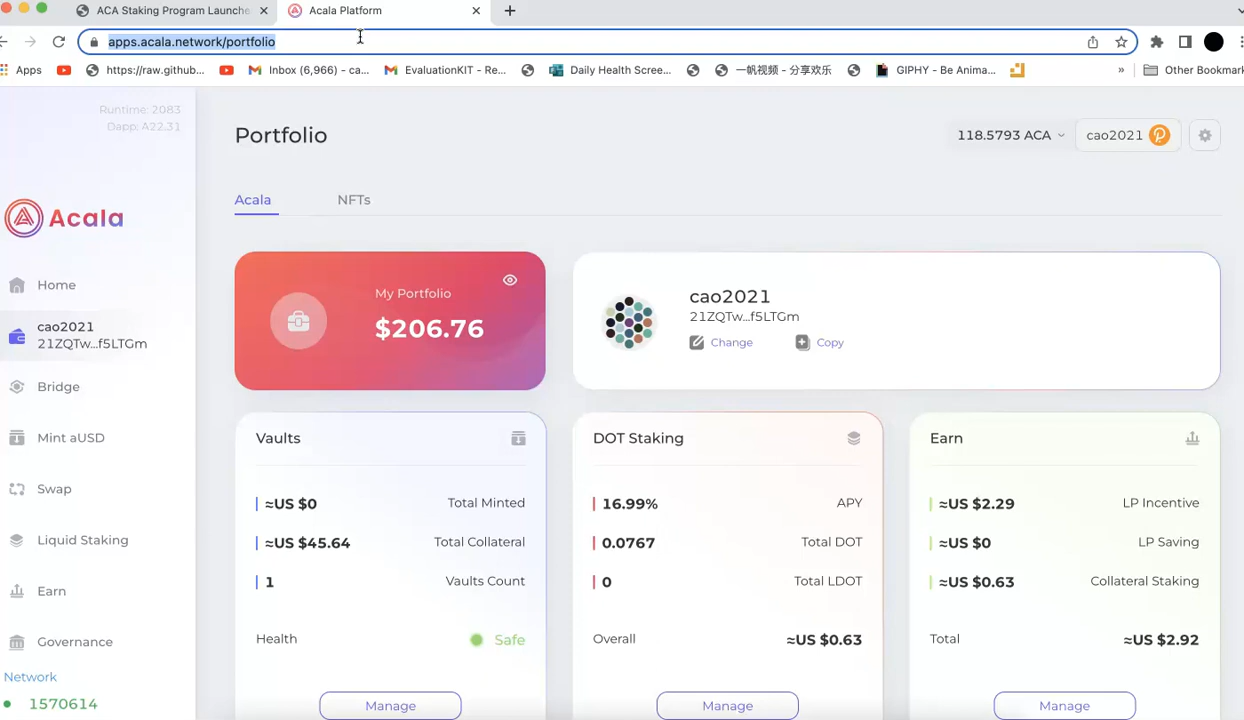 ACA Staking Program Launche
Acala Platform
apps.acala.network/portfolio
Apps
https://raw.github...
Inbox (6,966) - ca...
EvaluationKIT - Re...
Daily Health Scree...
一帆视频 - 分享欢乐
GIPHY - Be Anima...
»
Other Bookmark
Runtime: 2083
Dapp: A22.31
Portfolio
118.5793 ACA
cao2021
Acala
NFTs
Acala
Home
cao2021
21ZQTw...f5LTGm
Bridge
Mint aUSD
Swap
Liquid Staking
Earn
Governance
Network
1570614
My Portfolio
$206.76
cao2021
21ZQTw...f5LTGm
Change
Copy
Vaults
≈US $0 Total Minted
≈US $45.64 Total Collateral
1 Vaults Count
Health Safe
Manage
DOT Staking
16.99% APY
0.0767 Total DOT
0 Total LDOT
Overall ≈US $0.63
Manage
Earn
≈US $2.29 LP Incentive
≈US $0 LP Saving
≈US $0.63 Collateral Staking
Total ≈US $2.92
Manage